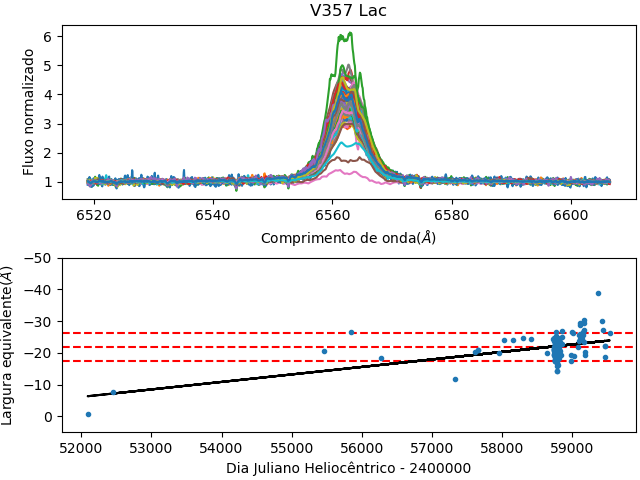 V357 Lac
Fluxo normalizado
6
5
4
3
2
1
6520 6540 6560 6580 6600
Comprimento de onda(Å)
Largura equivalente(Å)
−50
−40
−30
−20
−10
0
52000 53000 54000 55000 56000 57000 58000 59000
Dia Juliano Heliocêntrico - 2400000